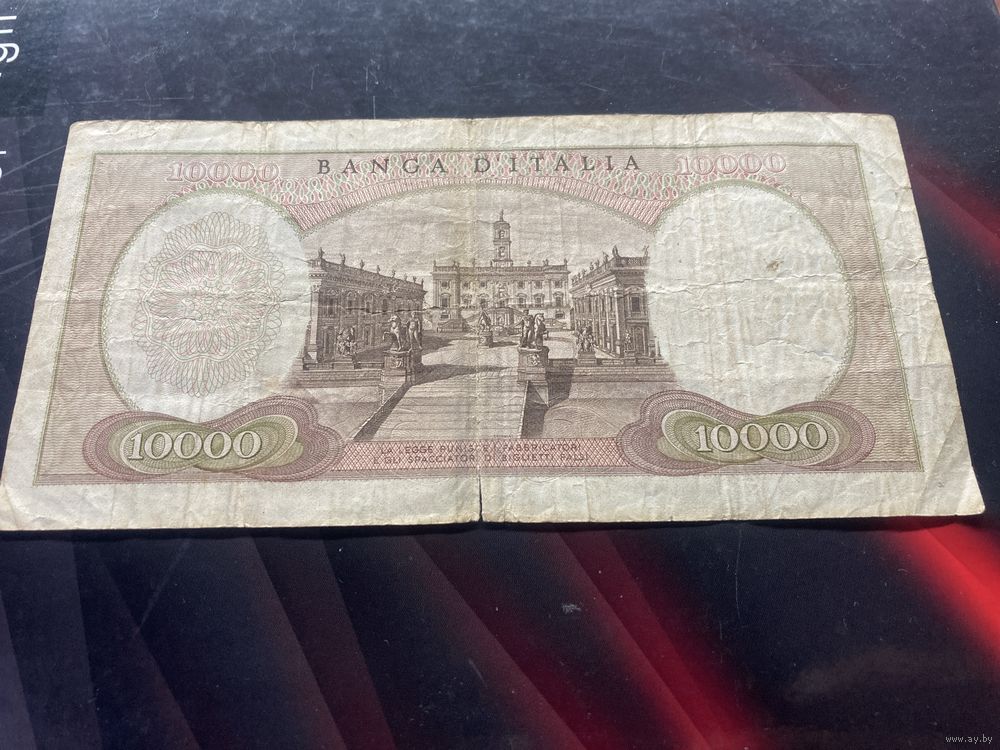 10000 BANCA D'ITALIA 10000
10000
10000
LA LEGGE PUNISCE I FABBRICATORI
E GLI SPACCIATORI DI BIGLIETTI FALSI
www.ay.by